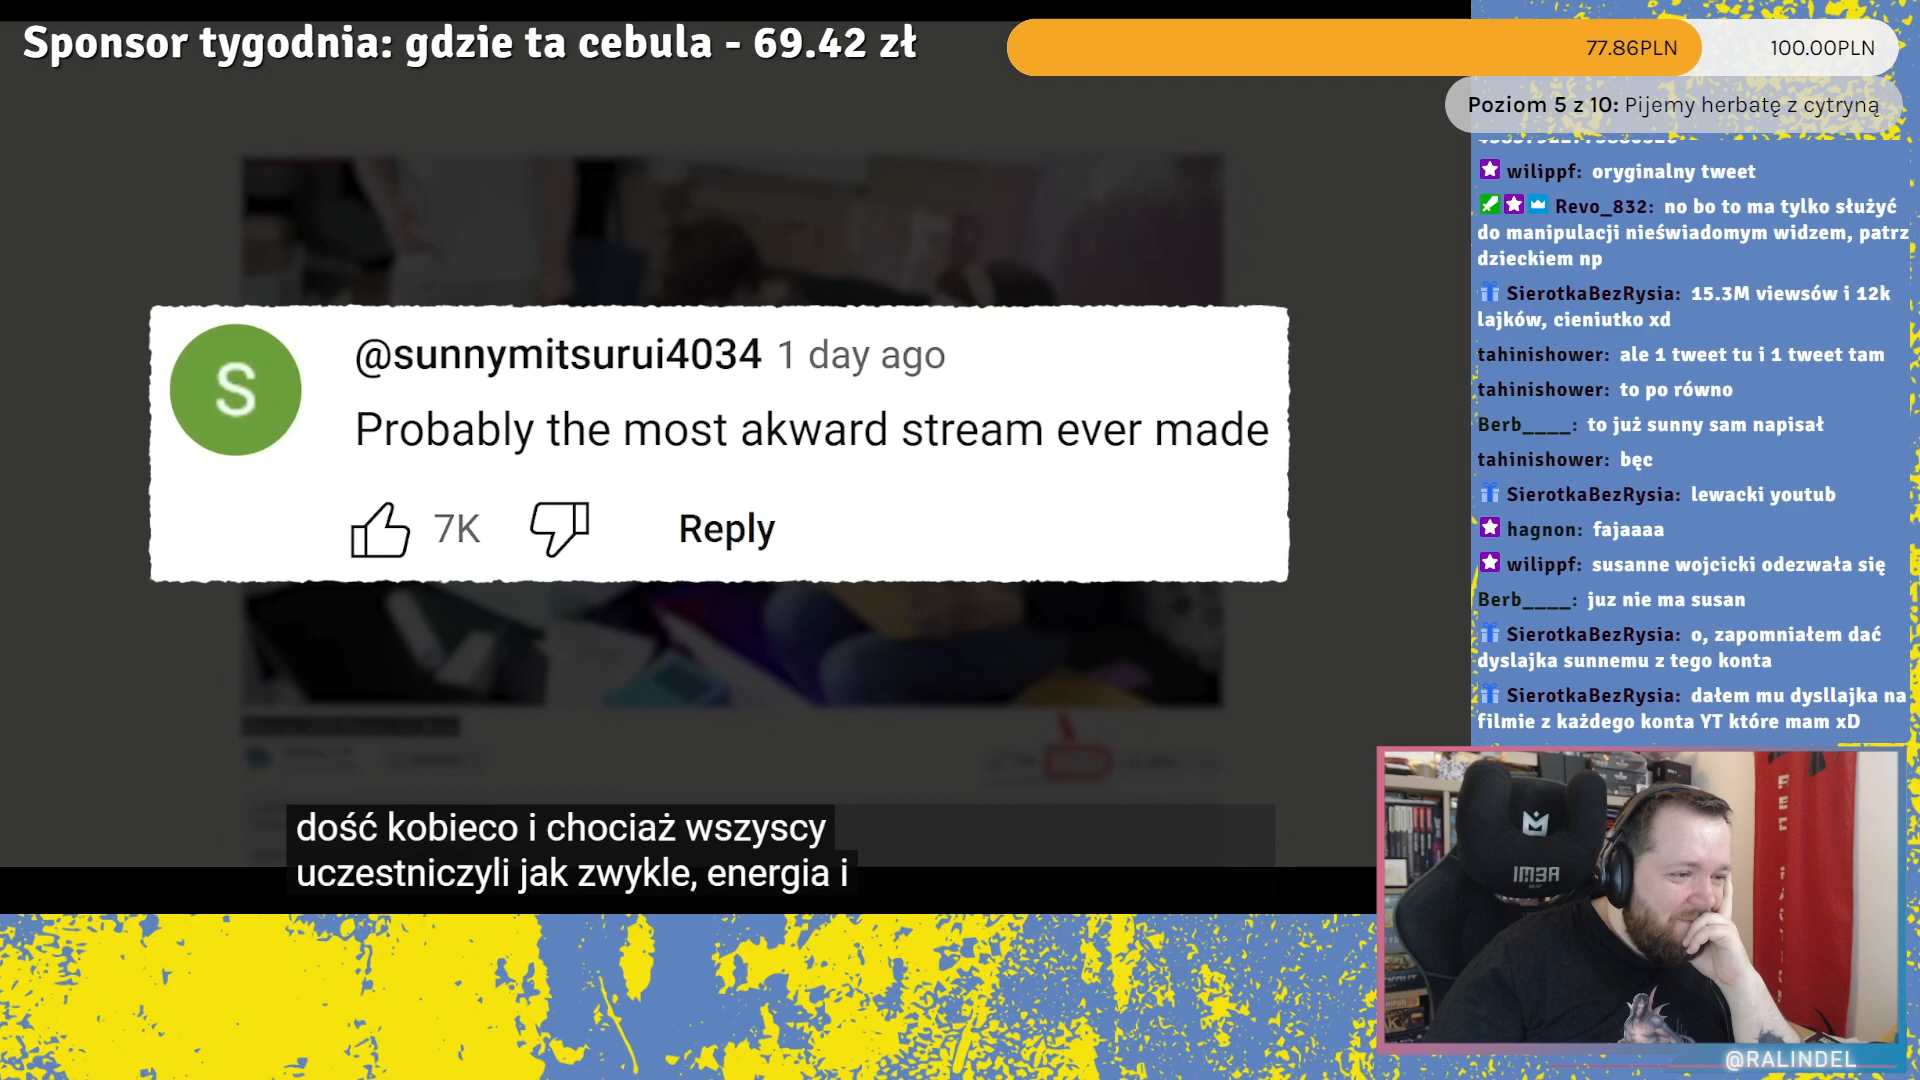 Sponsor tygodnia: gdzie ta cebula - 69.42 zł
77.86PLN
100.00PLN
Poziom 5 z 10: Pijemy herbatę z cytryną
wilippf: oryginalny tweet
Revo_832: no bo to ma tylko służyć
do manipulacji nieświadomym widzem, patrz
dzieckiem np
SierotkaBezRysia: 15.3M viewsów i 12k
lajków, cieniutko xd
tahinishower: ale 1 tweet tu i 1 tweet tam
tahinishower: to po równo
Berb____: to już sunny sam napisał
tahinishower: bęc
SierotkaBezRysia: lewacki youtub
hagnon: fajaaaa
wilippf: susanne wojcicki odezwała się
Berb____: juz nie ma susan
SierotkaBezRysia: o, zapomniałem dać
dyslajka sunnemu z tego konta
SierotkaBezRysia: dałem mu dysllajka na
filmie z każdego konta YT które mam xD
S
@sunnymitsurui4034 1 day ago
Probably the most akward stream ever made
7K Reply
dość kobieco i chociaż wszyscy
uczestniczyli jak zwykle, energia i
@RALINDEL